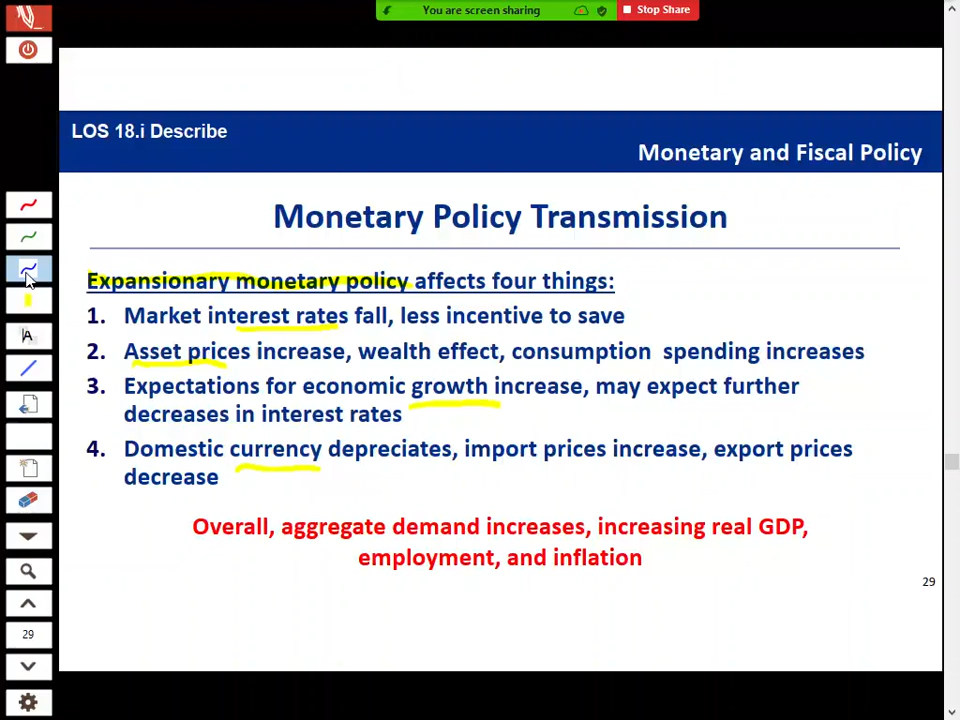 You are screen sharing
Stop Share
LOS 18.i Describe
Monetary and Fiscal Policy
Monetary Policy Transmission
Expansionary monetary policy affects four things:
1. Market interest rates fall, less incentive to save
2. Asset prices increase, wealth effect, consumption spending increases
3. Expectations for economic growth increase, may expect further
decreases in interest rates
4. Domestic currency depreciates, import prices increase, export prices
decrease
Overall, aggregate demand increases, increasing real GDP,
employment, and inflation
29
A
29